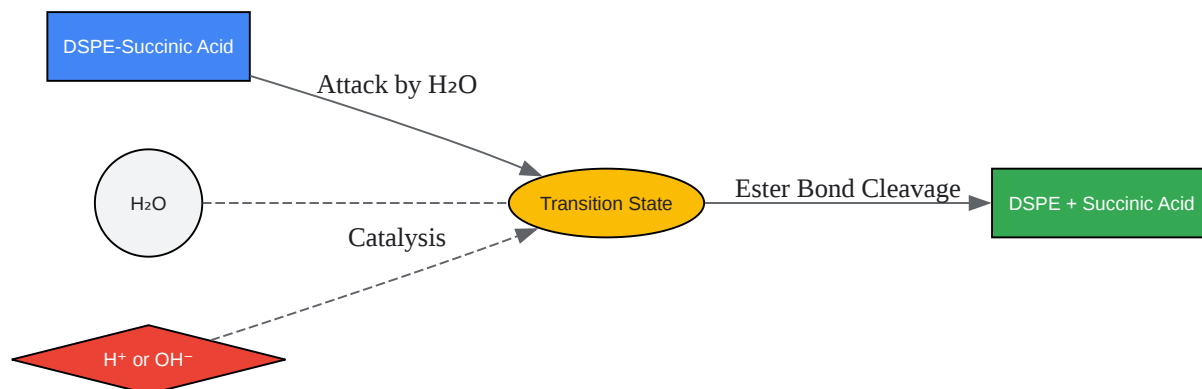 DSPE-Succinic Acid
Attack by H₂O
H₂O
Transition State
Ester Bond Cleavage
DSPE + Succinic Acid
Catalysis
H⁺ or OH⁻